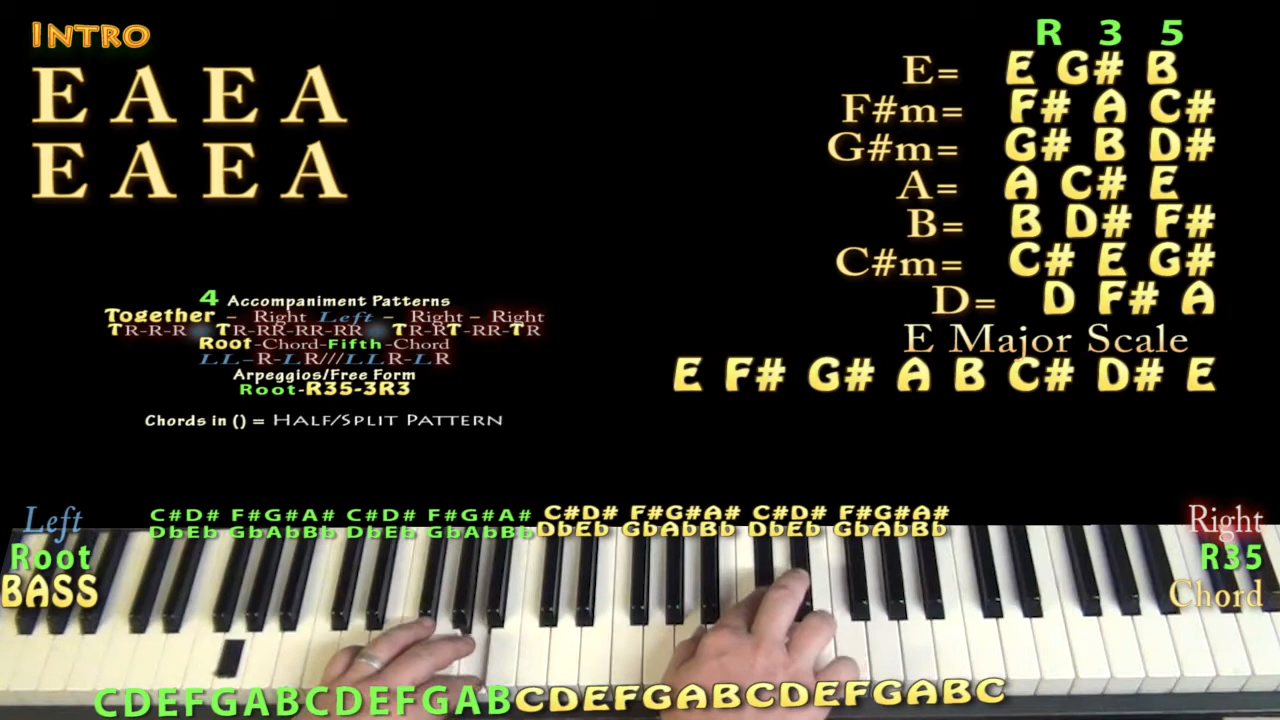 INTRO
E A E A
E A E A
R 3 5
E= E G# B
F#m= F# A C#
G#m= G# B D#
A= A C# E
B= B D# F#
C#m= C# E G#
D= D F# A
E Major Scale
E F# G# A B C# D# E
4 Accompaniment Patterns
Together – Right Left – Right – Right
TR-R-R TR-RR-RR-RR TR-RT-RR-TR
Root-Chord-Fifth-Chord
LL-R-LR///LLR-LR
Arpeggios/Free Form
Root-R35-3R3
Chords in () = HALF/SPLIT PATTERN
Left
Root
BASS
C#D# F#G#A# C#D# F#G#A# C#D# F#G#A# C#D# F#G#A#
DbEb GbAbBb DbEb GbAbBb DbEb GbAbBb DbEb GbAbBb
Right
R35
Chord
CDEFGABCDEFGABCDEFGABCDEFGABC